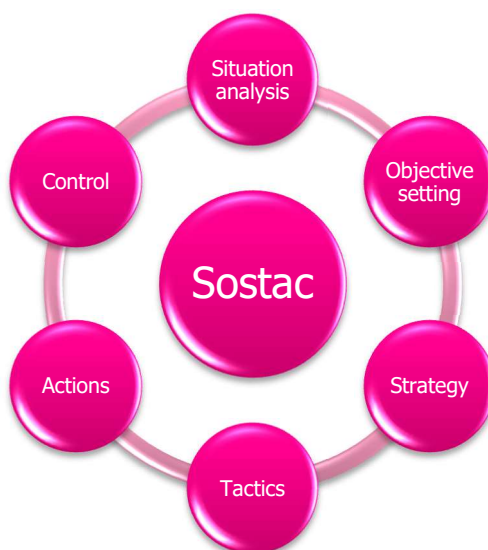 Situation
analysis
Objective
setting
Strategy
Tactics
Actions
Control
Sostac